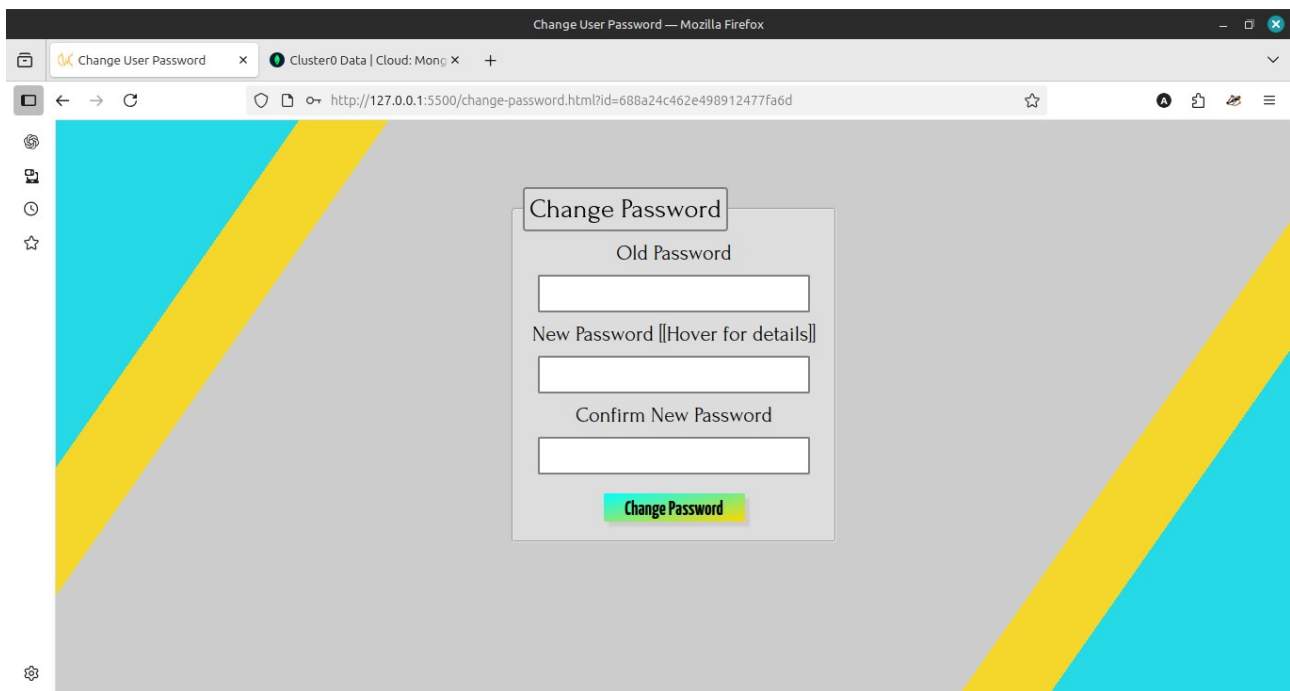 Change User Password — Mozilla Firefox
Change User Password
Cluster0 Data | Cloud: Mong
http://127.0.0.1:5500/change-password.html?id=688a24c462e498912477fa6d
A
Change Password
Old Password
New Password [[Hover for details]]
Confirm New Password
Change Password